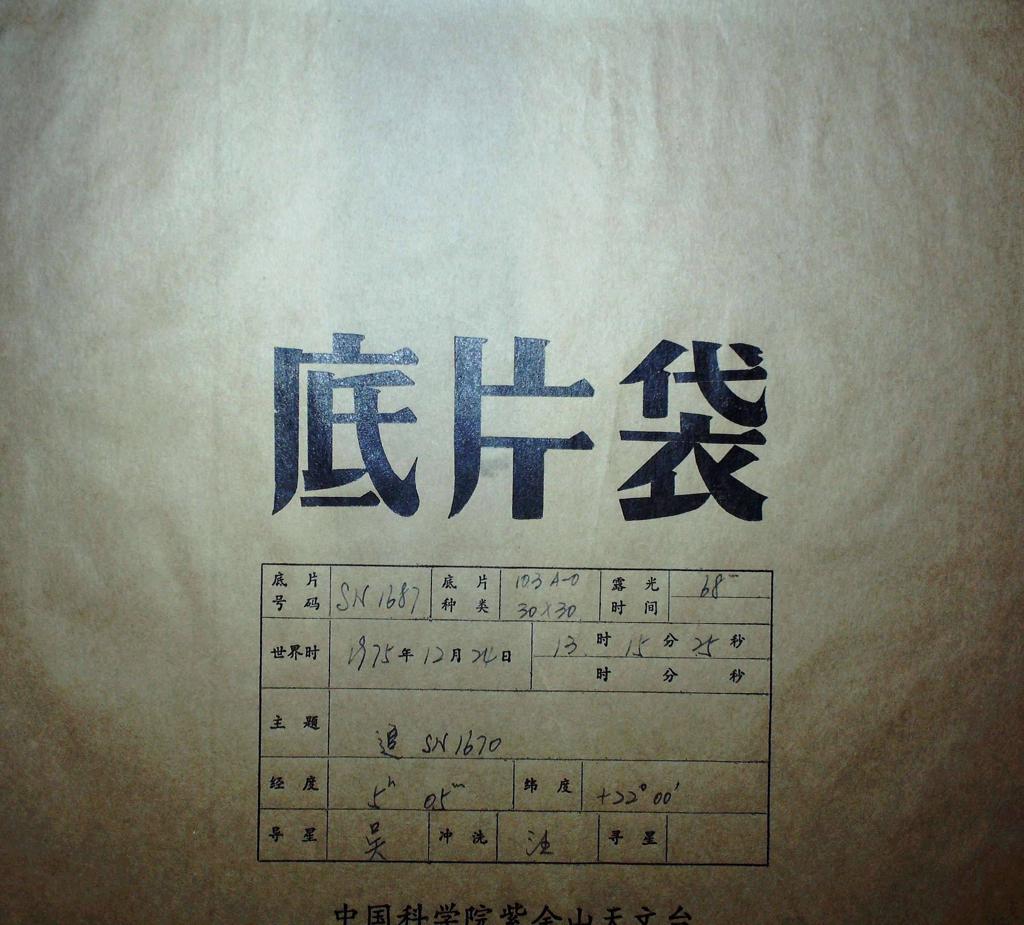 底片袋
底片号码 SN 1687 底片种类 103 A-0 30×30 露光时间 68ᵐ
世界时 1975年12月24日 13时15分25秒
时 分 秒
主题 追 SN 1670
经度 5ʰ 05ᵐ 纬度 +22°00′
导星 吴 冲洗 汪 寻星
中国科学院紫金山天文台